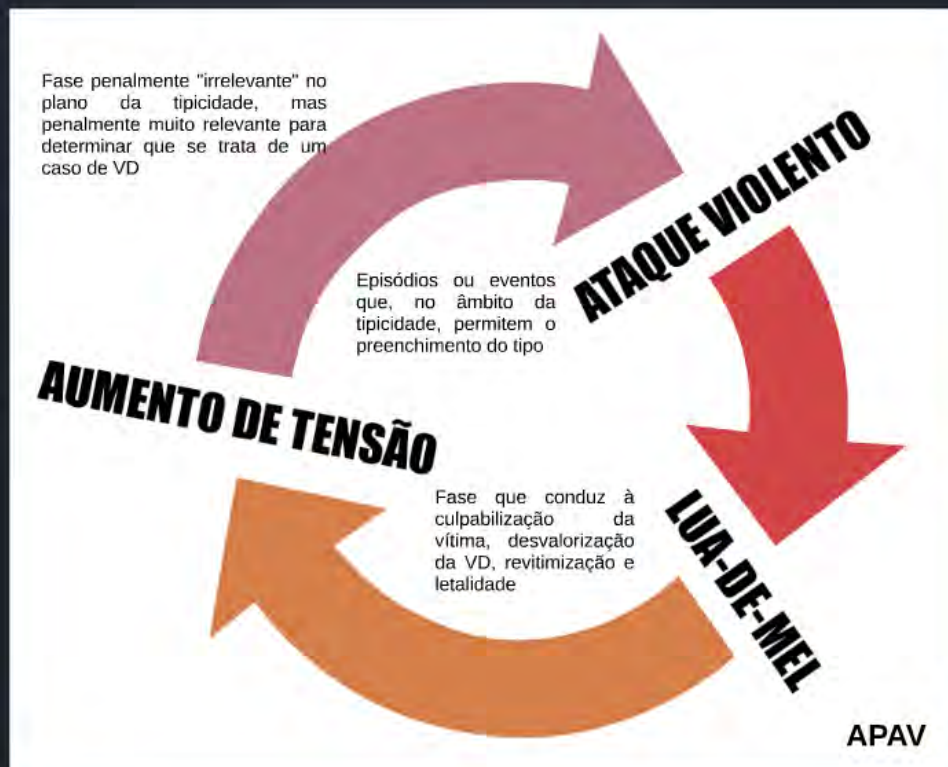 Fase penalmente "irrelevante" no
plano da tipicidade, mas
penalmente muito relevante para
determinar que se trata de um
caso de VD
ATAQUE VIOLENTO
Episódios ou eventos
que, no âmbito da
tipicidade, permitem o
preenchimento do tipo
AUMENTO DE TENSÃO
Fase que conduz à
culpabilização da
vítima, desvalorização
da VD, revitimização e
letalidade
LUA-DE-MEL
APAV